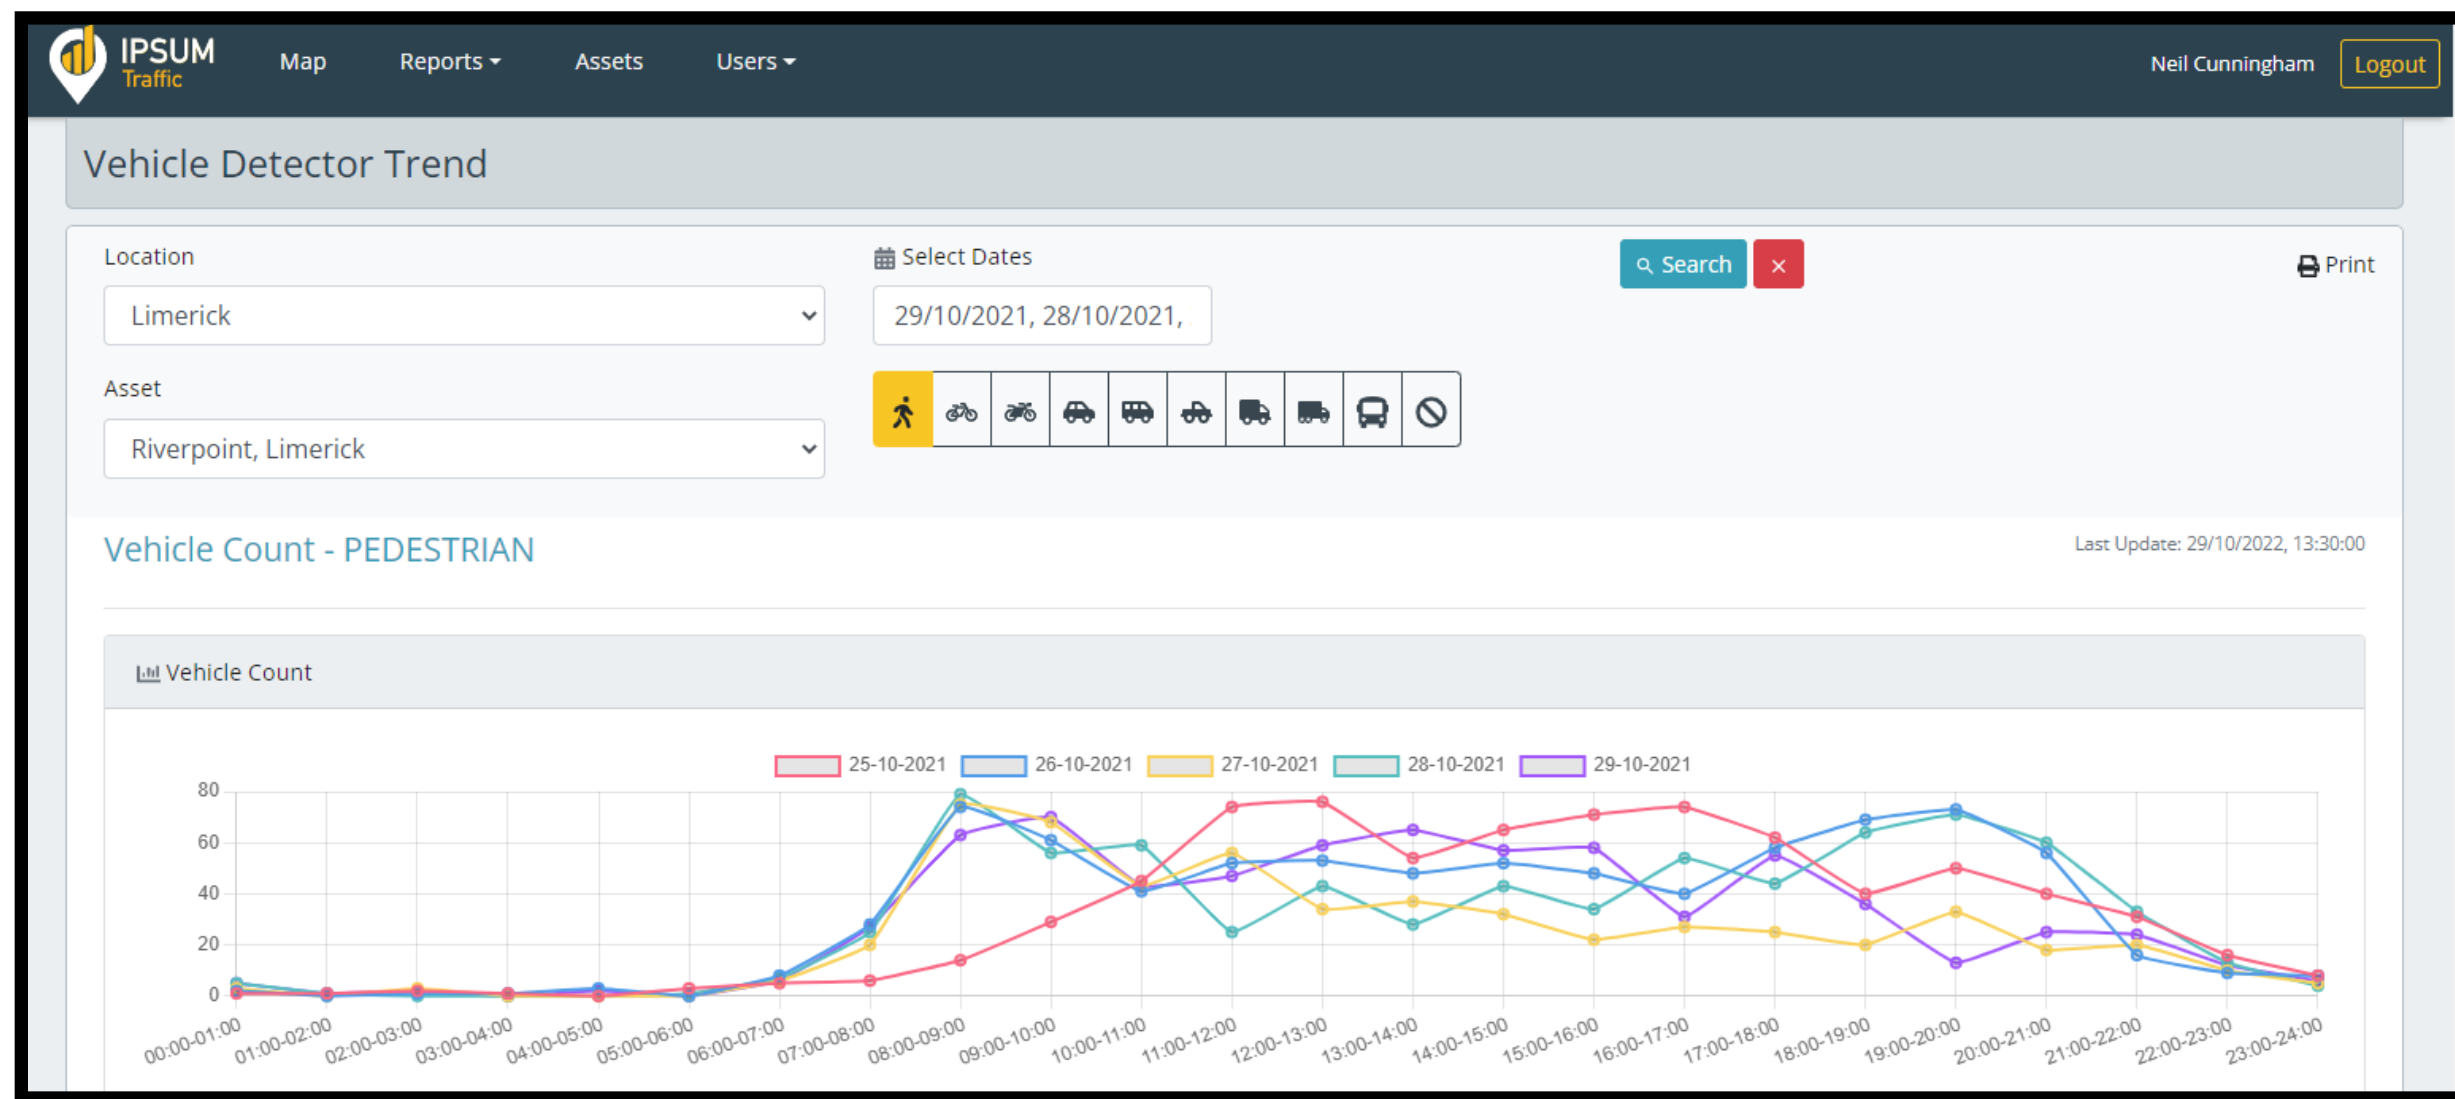 IPSUM
Traffic
Map
Reports
Assets
Users
Neil Cunningham
Logout
Vehicle Detector Trend
Location
Select Dates
Search
×
Print
Limerick
29/10/2021, 28/10/2021,
Asset
Riverpoint, Limerick
Vehicle Count - PEDESTRIAN
Last Update: 29/10/2022, 13:30:00
Vehicle Count
25-10-2021
26-10-2021
27-10-2021
28-10-2021
29-10-2021
80
60
40
20
0
00:00-01:00
01:00-02:00
02:00-03:00
03:00-04:00
04:00-05:00
05:00-06:00
06:00-07:00
07:00-08:00
08:00-09:00
09:00-10:00
10:00-11:00
11:00-12:00
12:00-13:00
13:00-14:00
14:00-15:00
15:00-16:00
16:00-17:00
17:00-18:00
18:00-19:00
19:00-20:00
20:00-21:00
21:00-22:00
22:00-23:00
23:00-24:00